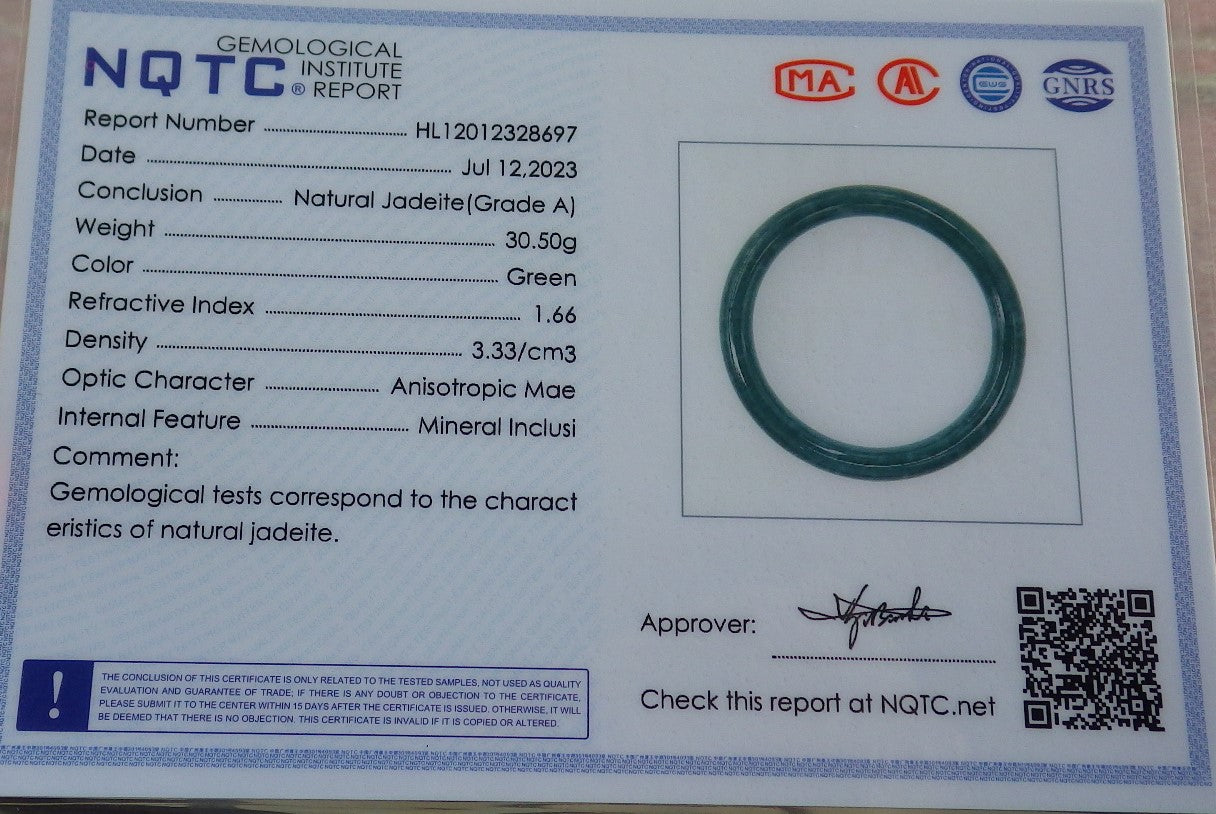 GEMOLOGICAL
NQTC INSTITUTE
® REPORT
MA
GWS
GNRS
Report Number ........ HL12012328697
Date ........ Jul 12,2023
Conclusion ........ Natural Jadeite(Grade A)
Weight ........ 30.50g
Color ........ Green
Refractive Index ........ 1.66
Density ........ 3.33/cm3
Optic Character ........ Anisotropic Mae
Internal Feature ........ Mineral Inclusi
Comment:
Gemological tests correspond to the charact
eristics of natural jadeite.
! THE CONCLUSION OF THIS CERTIFICATE IS ONLY RELATED TO THE TESTED SAMPLES, NOT USED AS QUALITY
EVALUATION AND GUARANTEE OF TRADE; IF THERE IS ANY DOUBT OR OBJECTION TO THE CERTIFICATE,
PLEASE SUBMIT IT TO THE CENTER WITHIN 15 DAYS AFTER THE CERTIFICATE IS ISSUED. OTHERWISE, IT WILL
BE DEEMED THAT THERE IS NO OBJECTION. THIS CERTIFICATE IS INVALID IF IT IS COPIED OR ALTERED.
Approver:
Check this report at NQTC.net